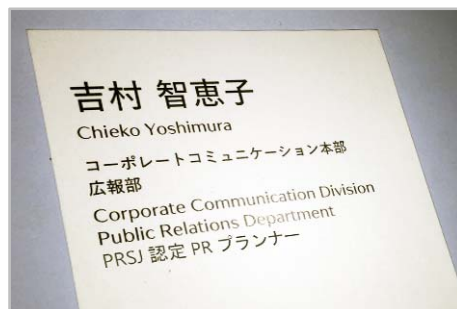 吉村 智恵子
Chieko Yoshimura
コーポレートコミュニケーション本部
広報部
Corporate Communication Division
Public Relations Department
PRSJ 認定 PR プランナー